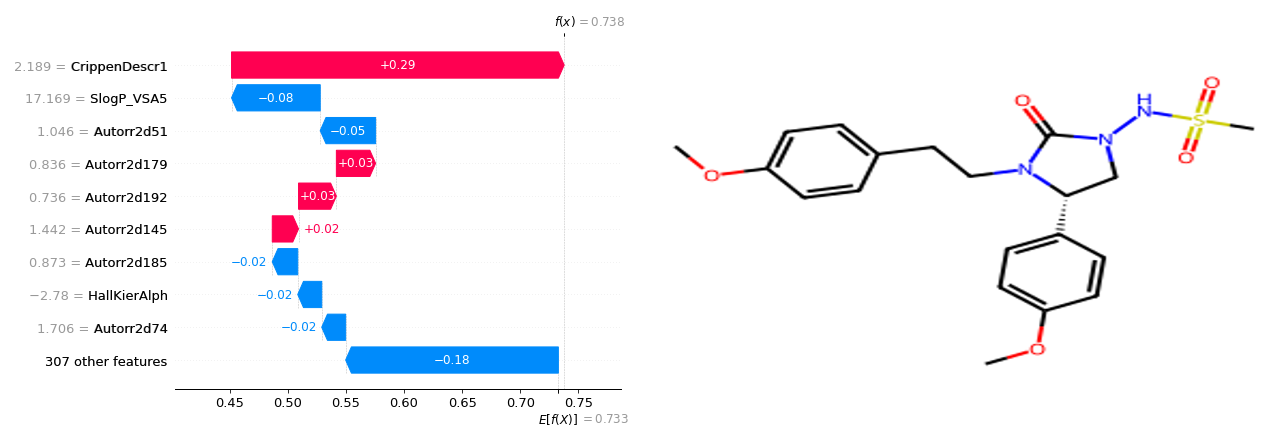 f(x) = 0.738
2.189 = CrippenDescr1
+0.29
17.169 = SlogP_VSA5
−0.08
1.046 = Autorr2d51
−0.05
0.836 = Autorr2d179
+0.03
0.736 = Autorr2d192
+0.03
1.442 = Autorr2d145
+0.02
0.873 = Autorr2d185
−0.02
−2.78 = HallKierAlph
−0.02
1.706 = Autorr2d74
−0.02
307 other features
−0.18
0.45 0.50 0.55 0.60 0.65 0.70 0.75
E[f(X)] = 0.733
O
O
N
N
H
N
S
O
O
O